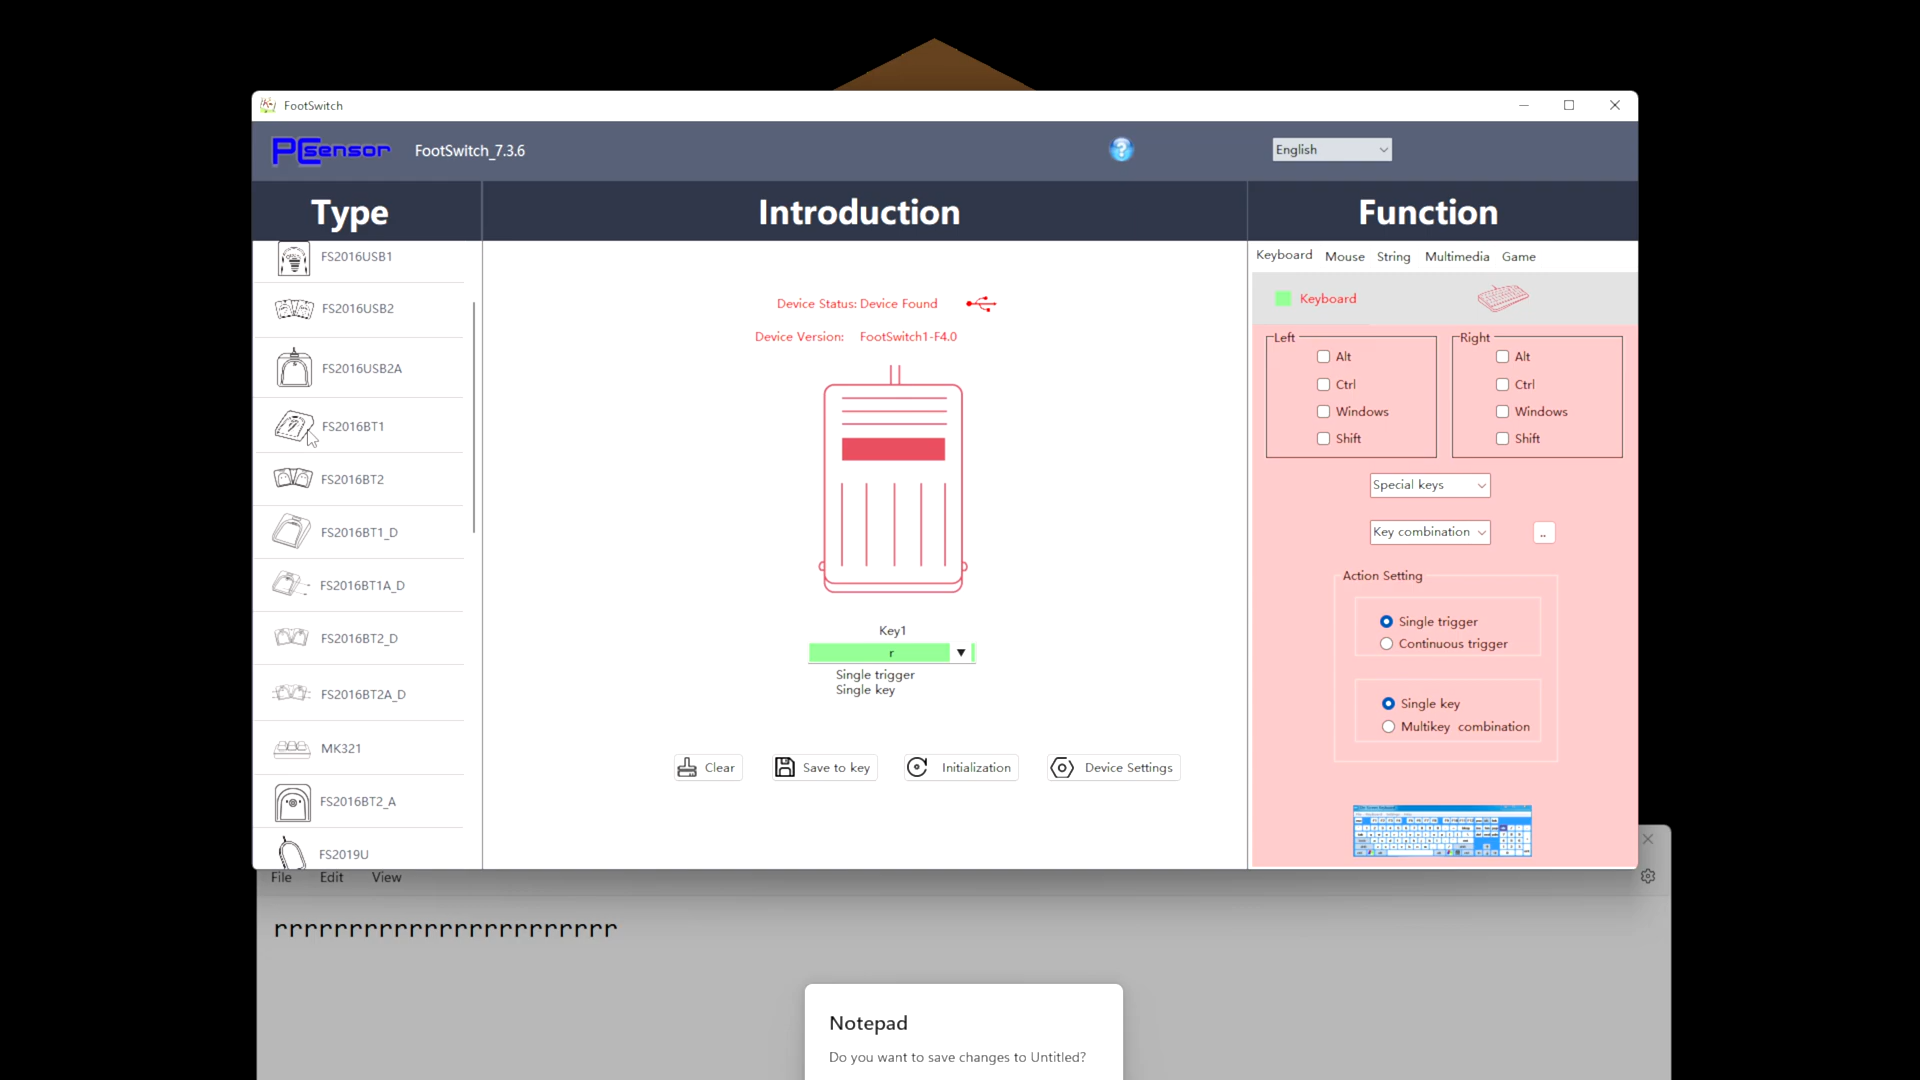 FootSwitch
PCsensor
FootSwitch_7.3.6
?
English
Type
Introduction
Function
FS2016USB1
FS2016USB2
FS2016USB2A
FS2016BT1
FS2016BT2
FS2016BT1_D
FS2016BT1A_D
FS2016BT2_D
FS2016BT2A_D
MK321
FS2016BT2_A
FS2019U
Device Status: Device Found
Device Version: FootSwitch1-F4.0
Key1
r
Single trigger
Single key
Clear
Save to key
Initialization
Device Settings
Keyboard Mouse String Multimedia Game
Keyboard
Left
Alt
Ctrl
Windows
Shift
Right
Alt
Ctrl
Windows
Shift
Special keys
Key combination
..
Action Setting
Single trigger
Continuous trigger
Single key
Multikey combination
File Edit View
rrrrrrrrrrrrrrrrrrrrrrr
Notepad
Do you want to save changes to Untitled?